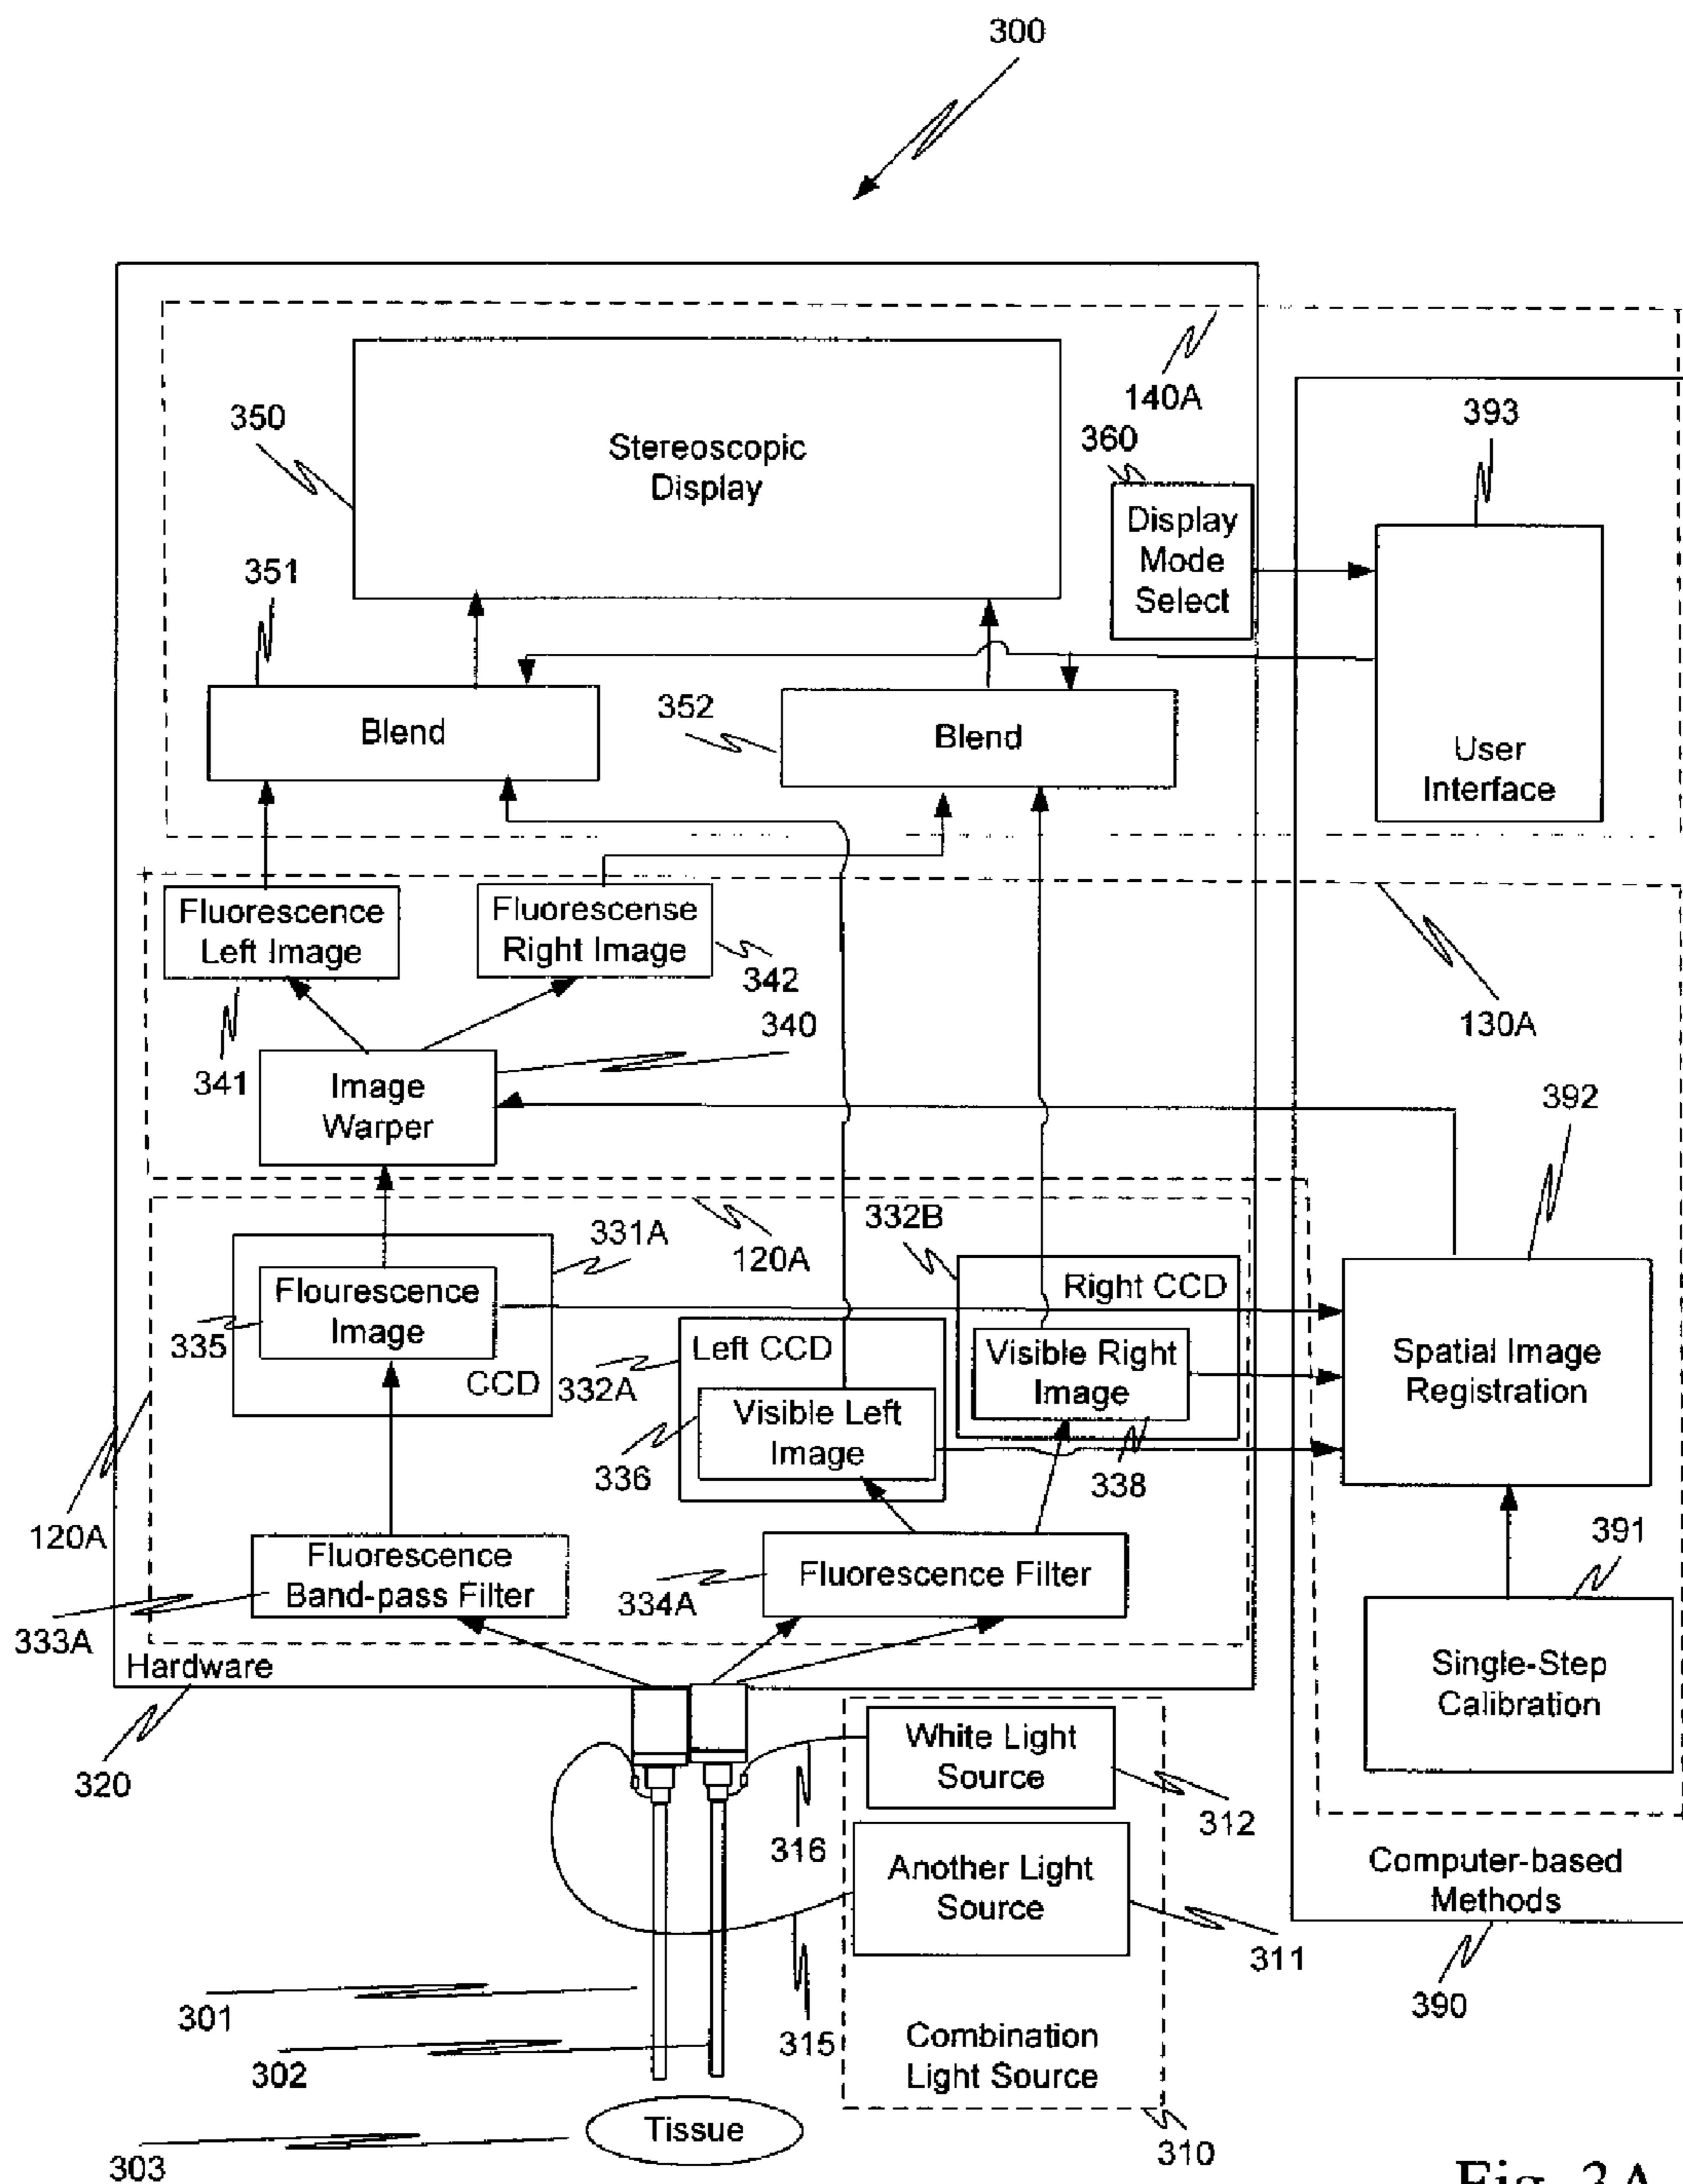 300
140A
350
Stereoscopic
Display
360
393
Display
Mode
Select
351
352
Blend
Blend
User
Interface
Fluorescence
Left Image
Fluorescense
Right Image
342
340
130A
341
Image
Warper
392
332B
331A
120A
Right CCD
Flourescence
Image
335
CCD
Left CCD
332A
Visible Right
Image
Spatial Image
Registration
Visible Left
Image
336
338
120A
391
Fluorescence
Band-pass Filter
Fluorescence Filter
334A
333A
Hardware
Single-Step
Calibration
320
White Light
Source
312
316
Another Light
Source
Computer-based
Methods
311
390
301
315
302
Combination
Light Source
Tissue
303
310
Fig. 3A